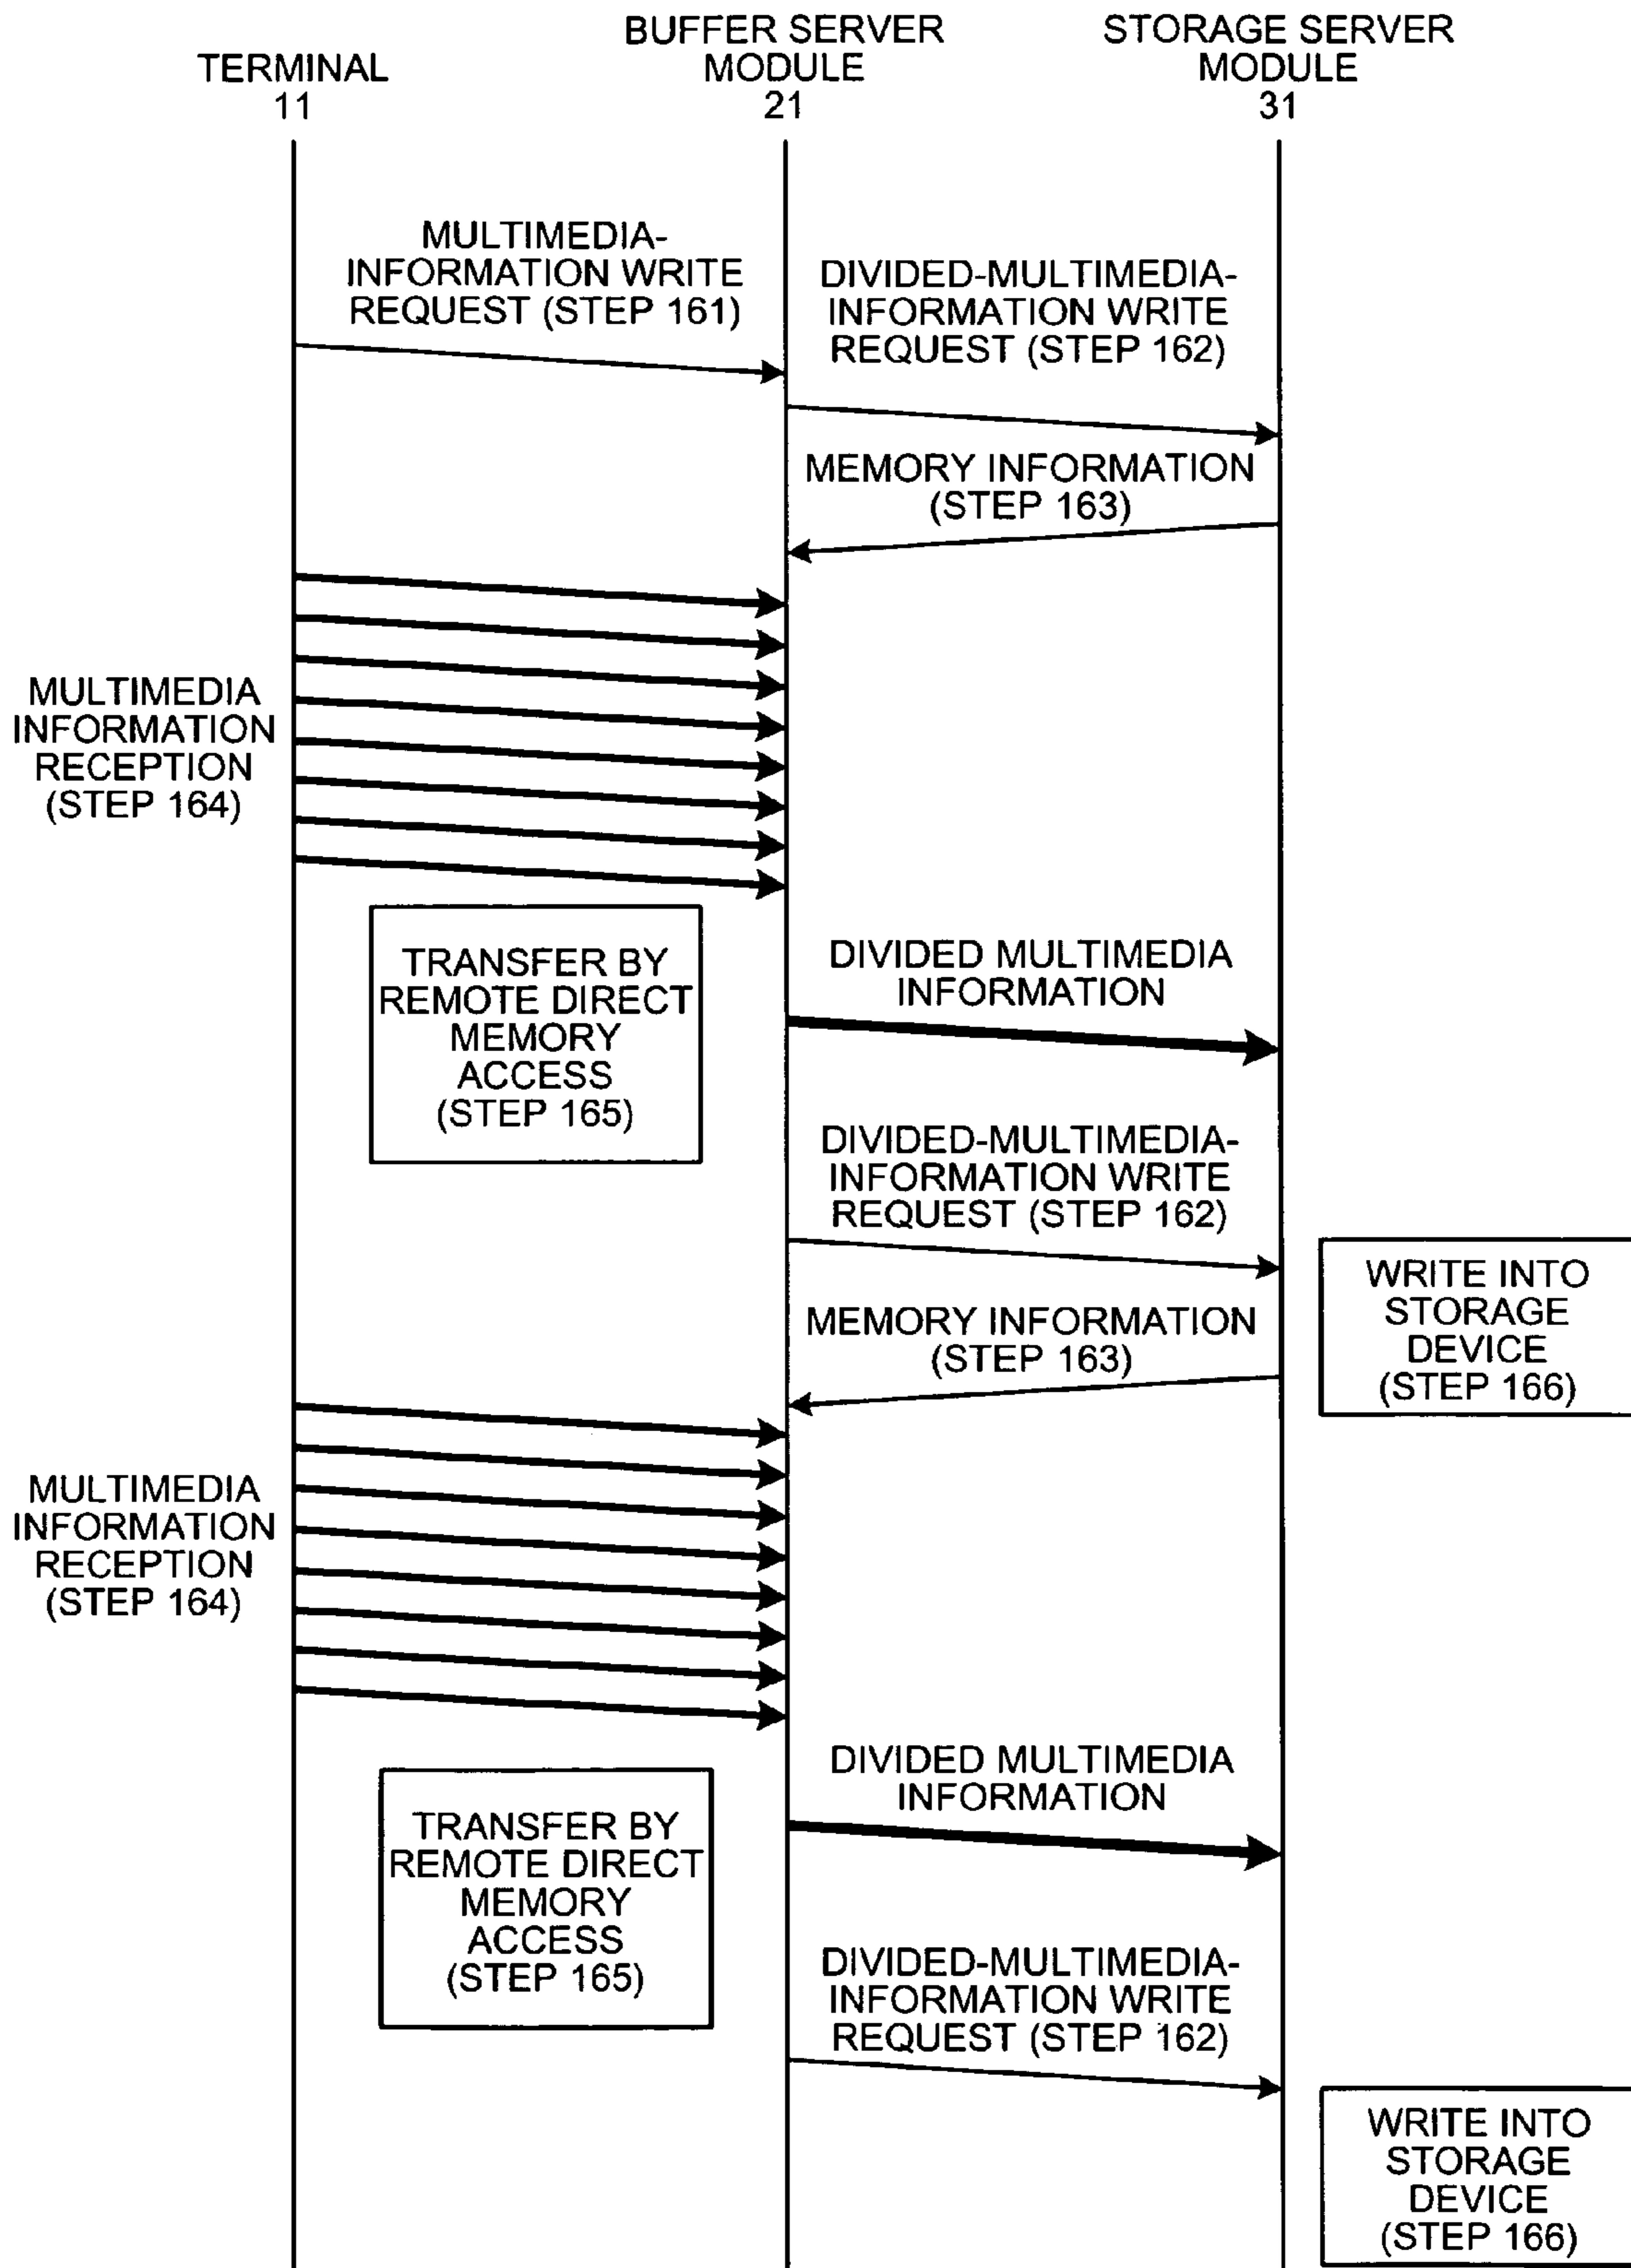 TERMINAL
11
BUFFER SERVER
MODULE
21
STORAGE SERVER
MODULE
31
MULTIMEDIA-
INFORMATION WRITE
REQUEST (STEP 161)
DIVIDED-MULTIMEDIA-
INFORMATION WRITE
REQUEST (STEP 162)
MEMORY INFORMATION
(STEP 163)
MULTIMEDIA
INFORMATION
RECEPTION
(STEP 164)
TRANSFER BY
REMOTE DIRECT
MEMORY
ACCESS
(STEP 165)
DIVIDED MULTIMEDIA
INFORMATION
DIVIDED-MULTIMEDIA-
INFORMATION WRITE
REQUEST (STEP 162)
WRITE INTO
STORAGE
DEVICE
(STEP 166)
MEMORY INFORMATION
(STEP 163)
MULTIMEDIA
INFORMATION
RECEPTION
(STEP 164)
DIVIDED MULTIMEDIA
INFORMATION
TRANSFER BY
REMOTE DIRECT
MEMORY
ACCESS
(STEP 165)
DIVIDED-MULTIMEDIA-
INFORMATION WRITE
REQUEST (STEP 162)
WRITE INTO
STORAGE
DEVICE
(STEP 166)